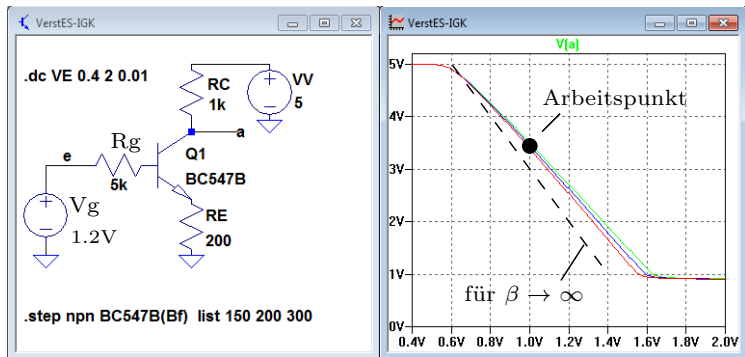 VerstES-IGK
.dc VE 0.4 2 0.01
RC
1k
VV
5
a
e
Rg
5k
Q1
BC547B
Vg
1.2V
RE
200
.step npn BC547B(Bf) list 150 200 300
VerstES-IGK
V(a)
5V
4V
3V
2V
1V
0V
Arbeitspunkt
für β → ∞
0.4V 0.6V 0.8V 1.0V 1.2V 1.4V 1.6V 1.8V 2.0V